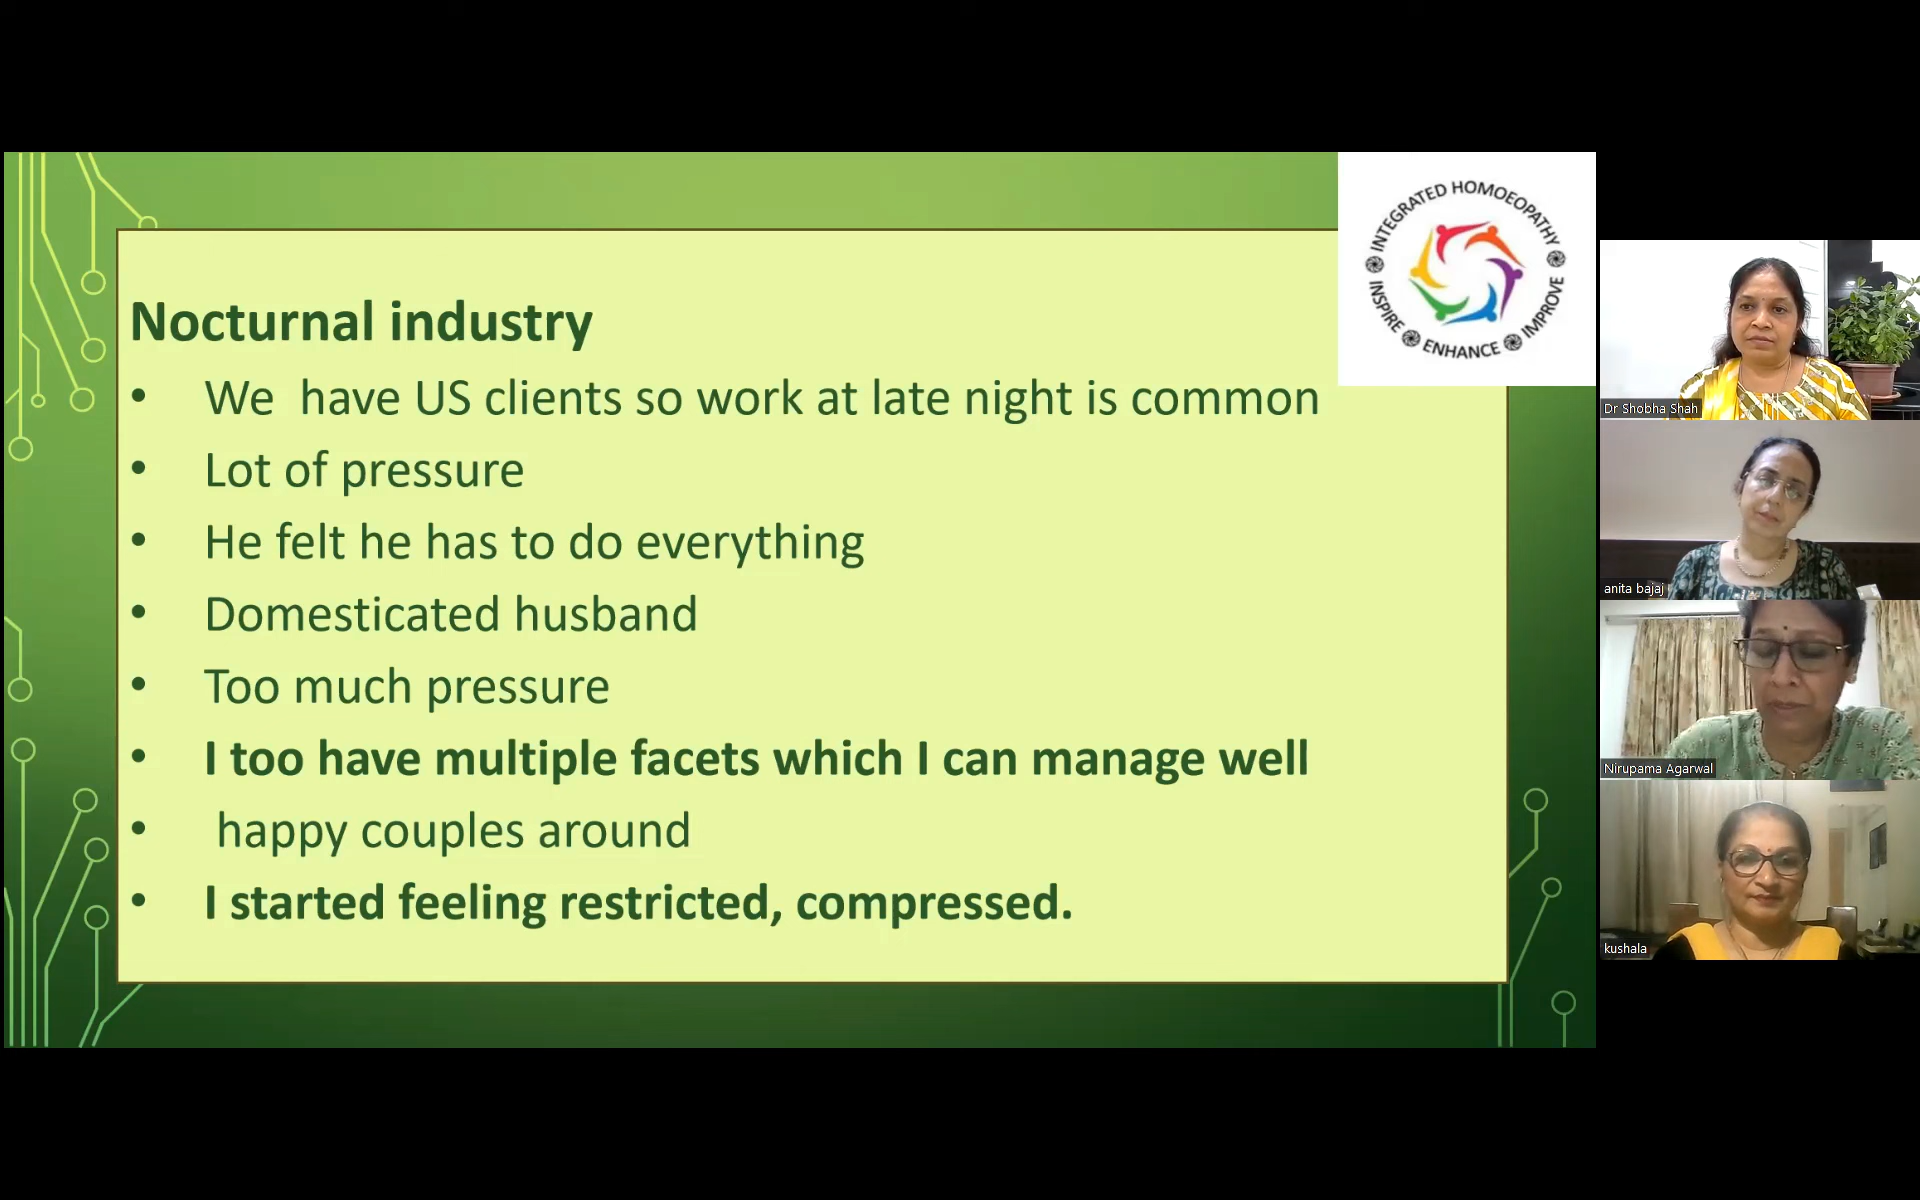 INTEGRATED HOMOEOPATHY
INSPIRE ENHANCE IMPROVE
Nocturnal industry
• We have US clients so work at late night is common
• Lot of pressure
• He felt he has to do everything
• Domesticated husband
• Too much pressure
• I too have multiple facets which I can manage well
• happy couples around
• I started feeling restricted, compressed.
Dr Shobha Shah
anita bajaj
Nirupama Agarwal
kushala